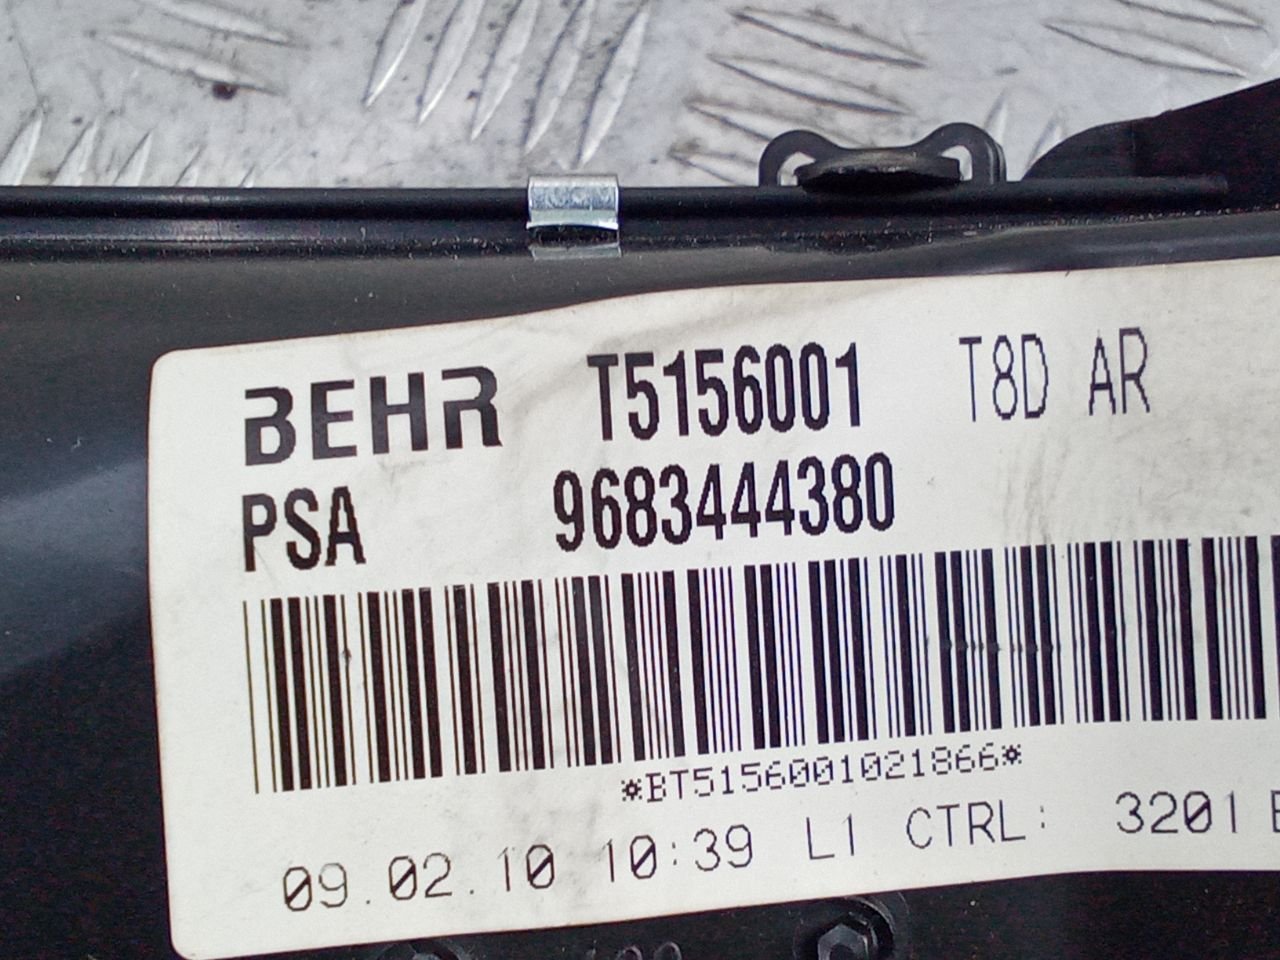 BEHR T5156001 T8D AR
PSA 9683444380
*BT5156001021866*
09.02.10 10:39 L1 CTRL: 3201